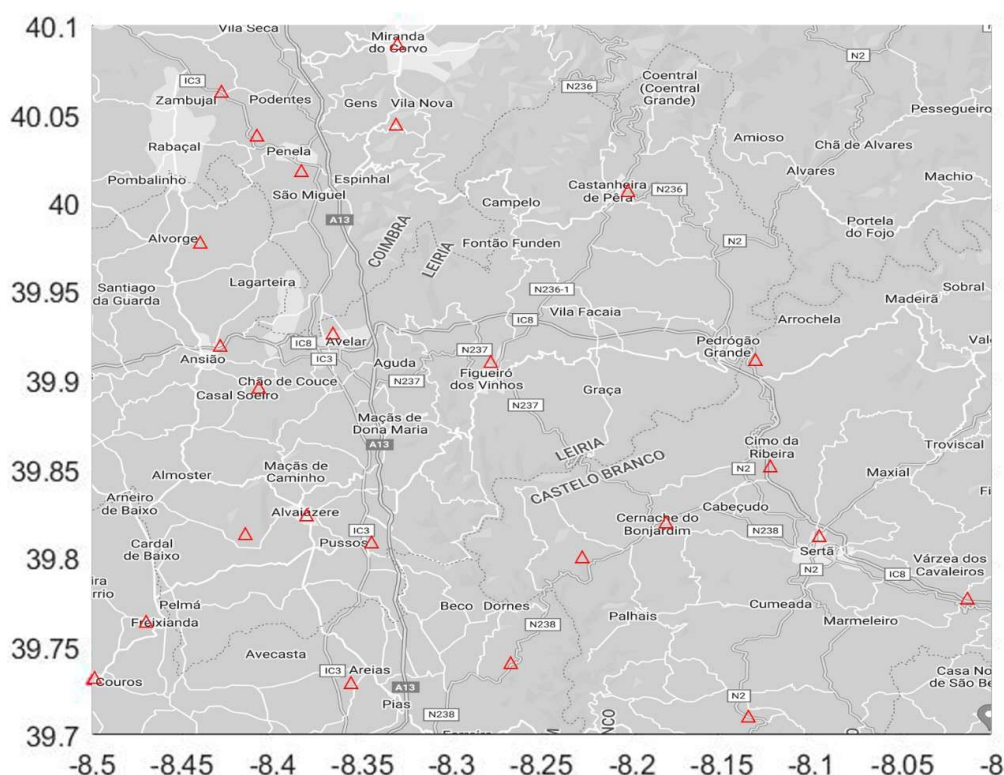 40.1
40.05
40
39.95
39.9
39.85
39.8
39.75
39.7
Vila Seca
Miranda
do Corvo
N2
IC3
Zambujal
Podentes
Gens
Vila Nova
N236
Coentral
(Coentral
Grande)
Pessegueiro
Amioso
Chã de Alvares
Rabaçal
Penela
Espinhal
Pombalinho
São Miguel
Castanheira
de Pera
N236
Alvares
Machio
Campelo
A13
COIMBRA
LEIRIA
Alvorge
Fontão Funden
N2
Portela
do Fojo
Santiago
da Guarda
Lagarteira
N236-1
Sobral
Madeirã
Vila Facaia
Arrochela
IC8
Ansião
IC8
Avelar
IC3
Aguda
N237
Figueiró
dos Vinhos
Pedrógão
Grande
Chão de Couce
N237
Casal Soeiro
Graça
N237
Maçãs de
Dona Maria
A13
LEIRIA
CASTELO BRANCO
Cimo da
Ribeira
Troviscal
N2
Maxial
Almoster
Maçãs de
Caminho
Arneiro
de Baixo
Alvaiázere
Cernache do
Bonjardim
Cabeçudo
N238
Cardal
de Baixo
IC3
Pussos
Sertã
Várzea dos
Cavaleiros
N2
IC8
Pelmá
Freixianda
Beco
Dornes
N238
Palhais
Cumeada
Marmeleiro
Avecasta
IC3
Areias
Couros
A13
Pias
N238
N2
Casa No
de São Be
-8.5
-8.45
-8.4
-8.35
-8.3
-8.25
-8.2
-8.15
-8.1
-8.05